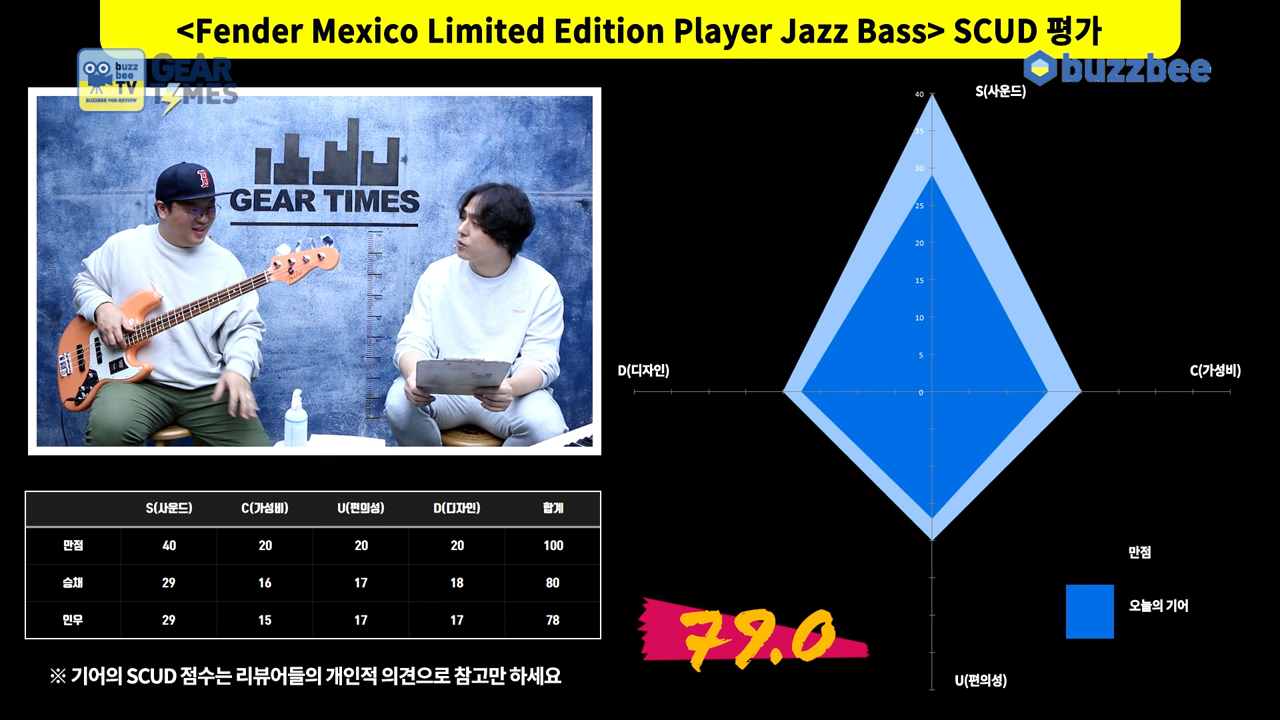 <Fender Mexico Limited Edition Player Jazz Bass> SCUD 평가
buzz
bee
TV
BUZZBEE VOD REVIEW
GEAR
TIMES
buzzbee
GEAR TIMES
S(사운드)
40
35
30
25
20
15
10
5
0
D(디자인)
C(가성비)
U(편의성)
만점
오늘의 기어
S(사운드) C(가성비) U(편의성) D(디자인) 합계
만점 40 20 20 20 100
승채 29 16 17 18 80
민우 29 15 17 17 78
79.0
※ 기어의 SCUD 점수는 리뷰어들의 개인적 의견으로 참고만 하세요